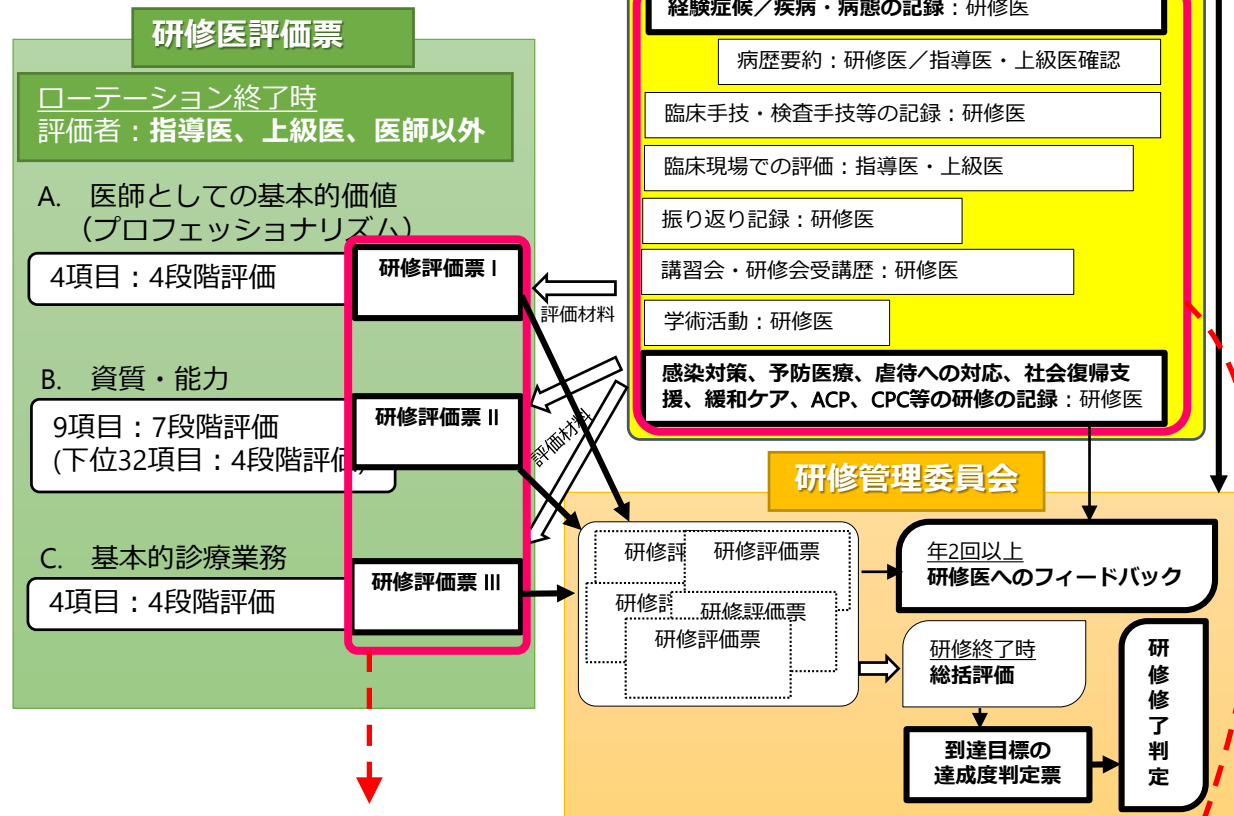 研修医評価票
ローテーション終了時
評価者：指導医、上級医、医師以外
A. 医師としての基本的価値
（プロフェッショナリズム）
4項目：4段階評価
研修評価票 I
B. 資質・能力
9項目：7段階評価
(下位32項目：4段階評価)
研修評価票 II
C. 基本的診療業務
4項目：4段階評価
研修評価票 III
評価材料
評価材料
経験症候／疾病・病態の記録：研修医
病歴要約：研修医／指導医・上級医確認
臨床手技・検査手技等の記録：研修医
臨床現場での評価：指導医・上級医
振り返り記録：研修医
講習会・研修会受講歴：研修医
学術活動：研修医
感染対策、予防医療、虐待への対応、社会復帰支
援、緩和ケア、ACP、CPC等の研修の記録：研修医
研修管理委員会
研修評
研修評価票
研修評
研修評価票
研修評価票
年2回以上
研修医へのフィードバック
研修終了時
総括評価
到達目標の
達成度判定票
研修修了判定